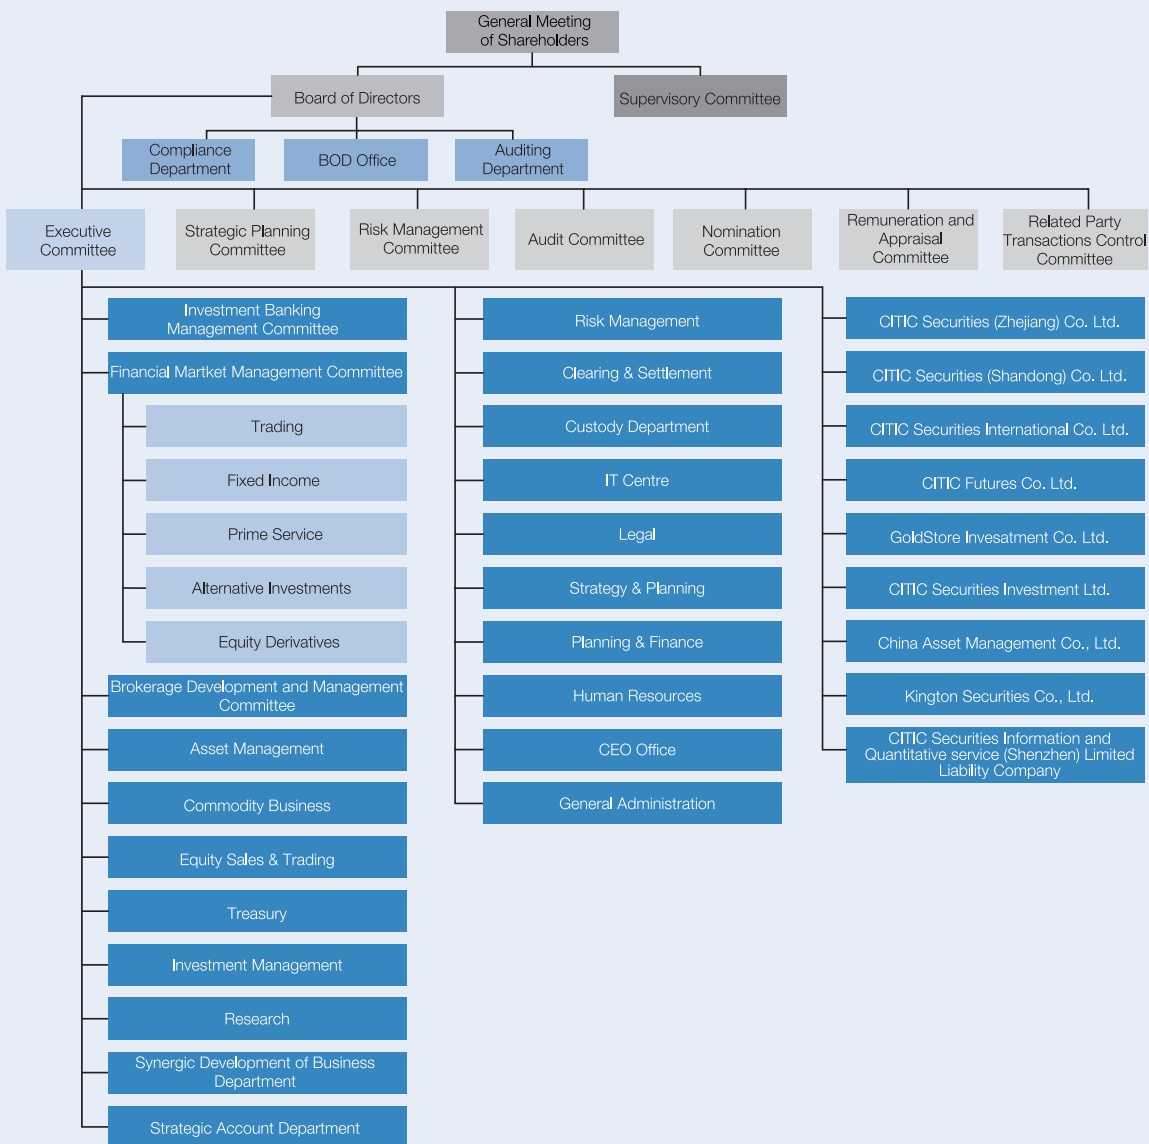 General Meeting
of Shareholders
Board of Directors
Supervisory Committee
Compliance
Department
BOD Office
Auditing
Department
Executive
Committee
Strategic Planning
Committee
Risk Management
Committee
Audit Committee
Nomination
Committee
Remuneration and
Appraisal
Committee
Related Party
Transactions Control
Committee
Investment Banking
Management Committee
Financial Martket Management Committee
Trading
Fixed Income
Prime Service
Alternative Investments
Equity Derivatives
Brokerage Development and Management
Committee
Asset Management
Commodity Business
Equity Sales & Trading
Treasury
Investment Management
Research
Synergic Development of Business
Department
Strategic Account Department
Risk Management
Clearing & Settlement
Custody Department
IT Centre
Legal
Strategy & Planning
Planning & Finance
Human Resources
CEO Office
General Administration
CITIC Securities (Zhejiang) Co. Ltd.
CITIC Securities (Shandong) Co. Ltd.
CITIC Securities International Co. Ltd.
CITIC Futures Co. Ltd.
GoldStore Invesatment Co. Ltd.
CITIC Securities Investment Ltd.
China Asset Management Co., Ltd.
Kington Securities Co., Ltd.
CITIC Securities Information and
Quantitative service (Shenzhen) Limited
Liability Company